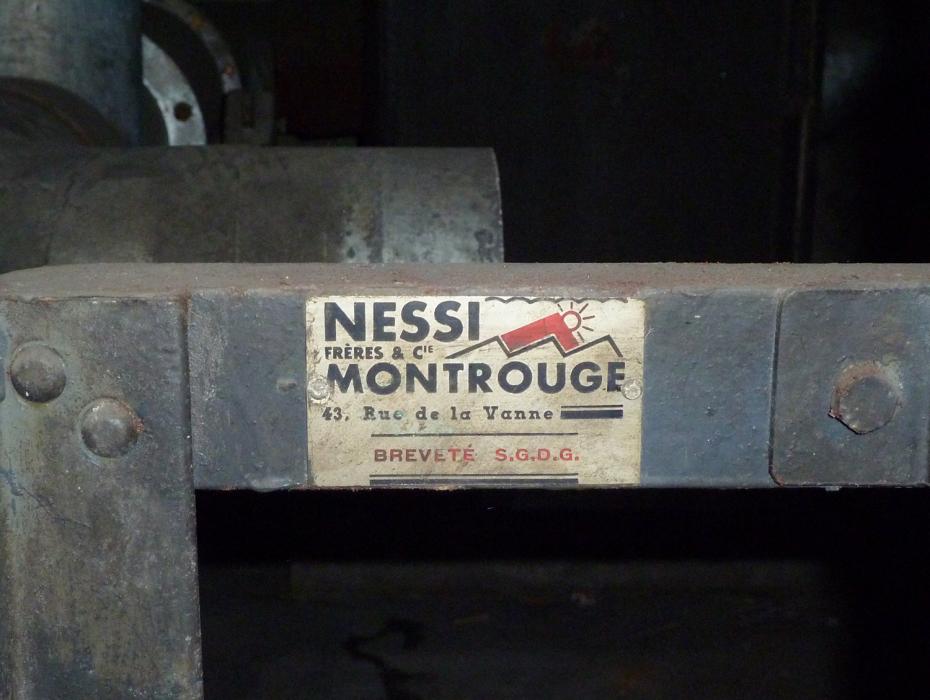 NESSI
FRÈRES & CIE
MONTROUGE
43, Rue de la Vanne
BREVETÉ S.G.D.G.